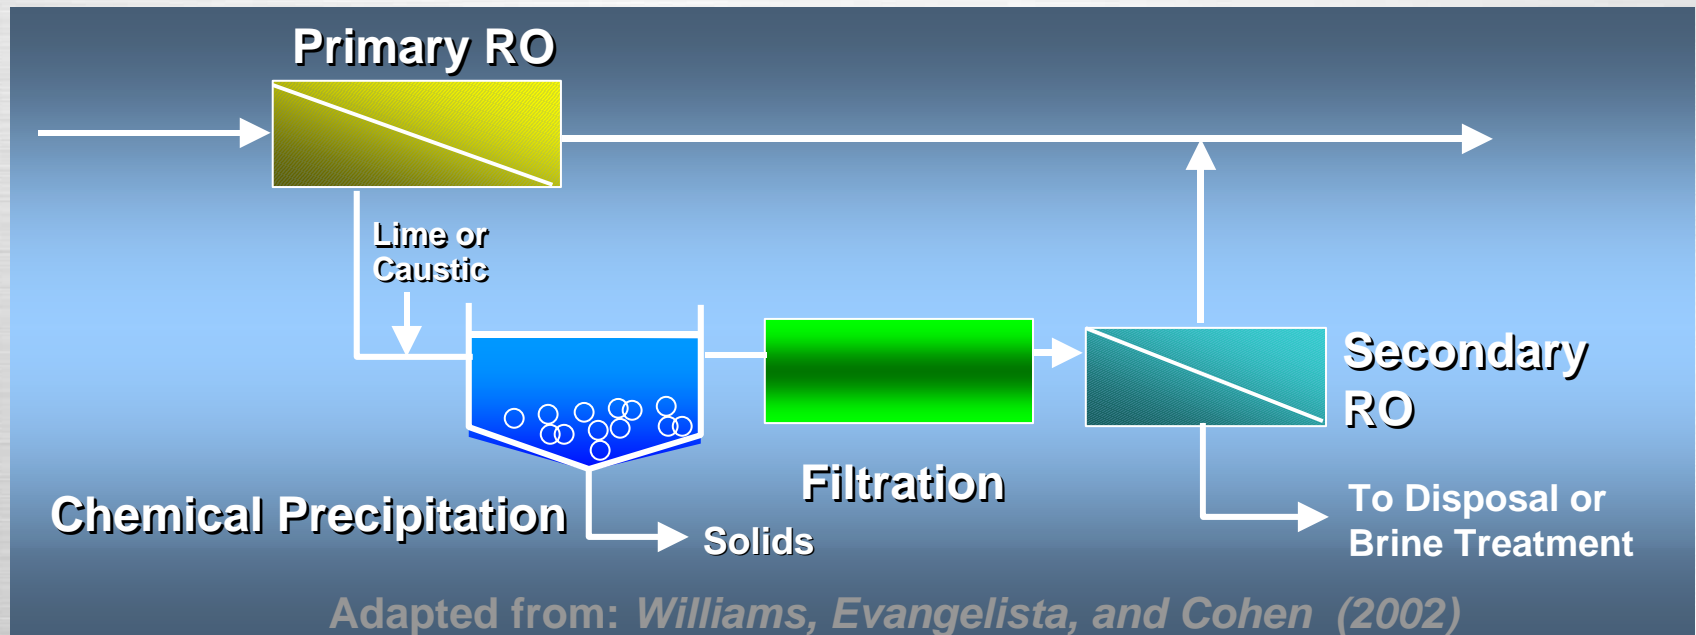 Primary RO
Lime or
Caustic
Secondary
RO
Filtration
Chemical Precipitation
To Disposal or
Brine Treatment
Solids
Adapted from: Williams, Evangelista, and Cohen (2002)